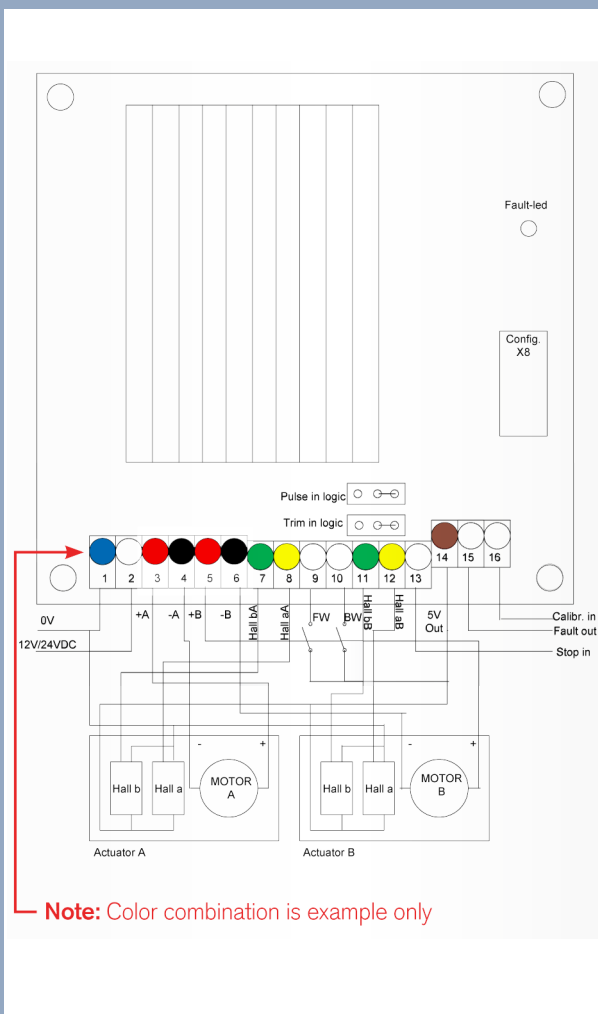 Fault-led
Config.
X8
Pulse in logic
Trim in logic
1 2 3 4 5 6 7 8 9 10 11 12 13 14 15 16
0V
12V/24VDC
+A -A +B -B
Hall bA
Hall aA
FW
BW
Hall bB
Hall aB
5V
Out
Calibr. in
Fault out
Stop in
- +
Hall b Hall a
MOTOR
A
Actuator A
- +
Hall b Hall a
MOTOR
B
Actuator B
Note: Color combination is example only